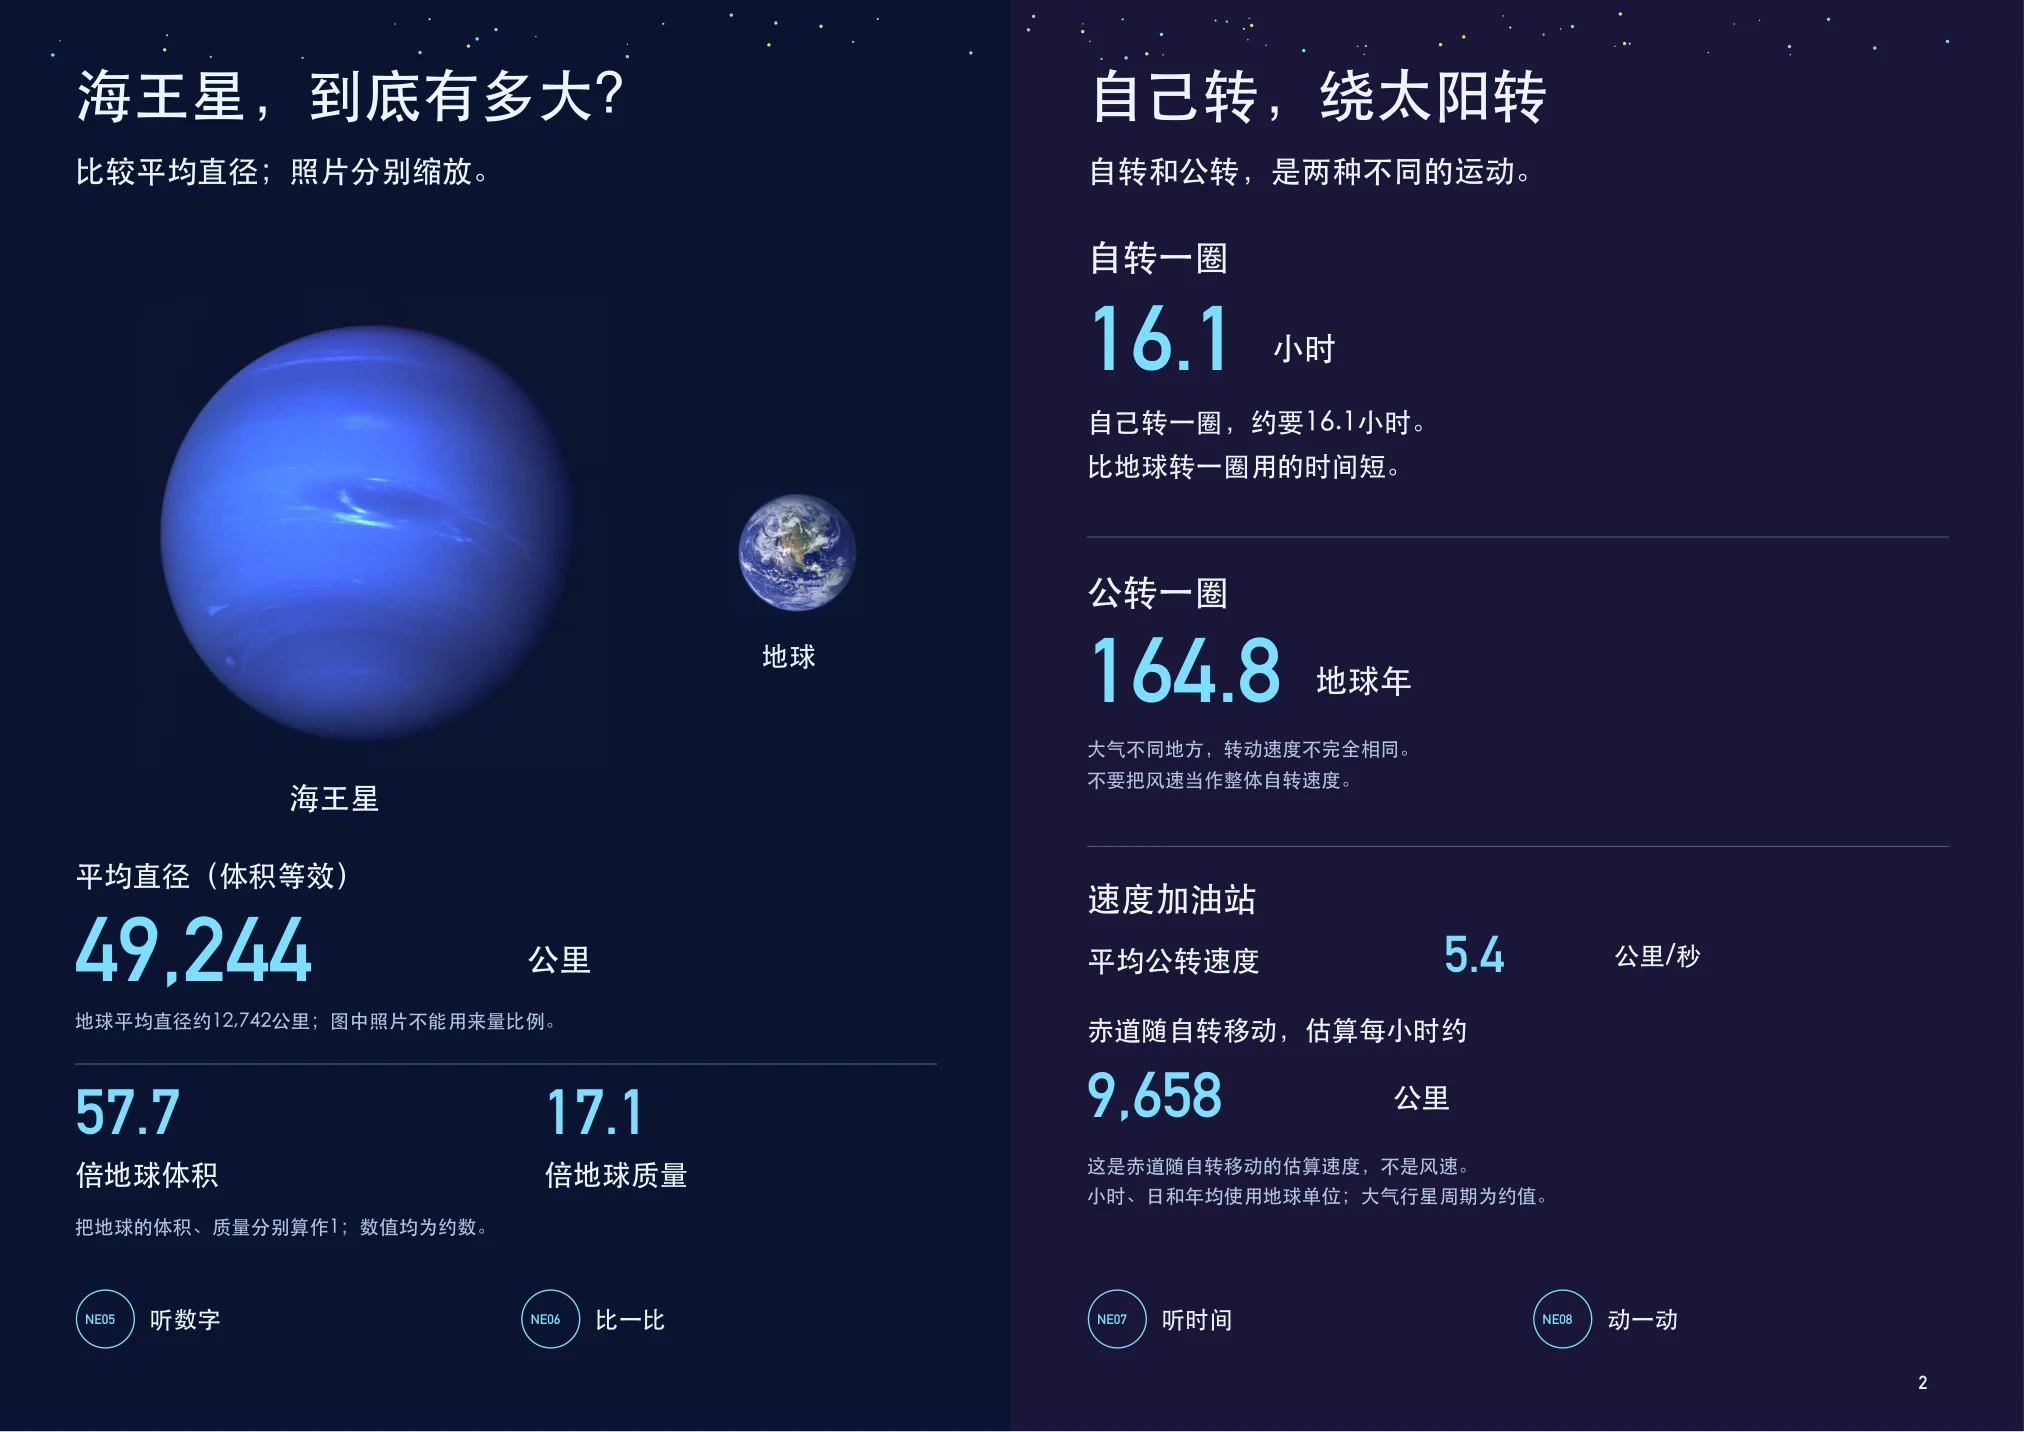 海王星，到底有多大？
比较平均直径；照片分别缩放。
地球
海王星
平均直径（体积等效）
49,244 公里
地球平均直径约12,742公里；图中照片不能用来量比例。
57.7 17.1
倍地球体积 倍地球质量
把地球的体积、质量分别算作1；数值均为约数。
NE05 听数字 NE06 比一比
自己转，绕太阳转
自转和公转，是两种不同的运动。
自转一圈
16.1 小时
自己转一圈，约要16.1小时。
比地球转一圈用的时间短。
公转一圈
164.8 地球年
大气不同地方，转动速度不完全相同。
不要把风速当作整体自转速度。
速度加油站
平均公转速度 5.4 公里/秒
赤道随自转移动，估算每小时约
9,658 公里
这是赤道随自转移动的估算速度，不是风速。
小时、日和年均使用地球单位；大气行星周期为约值。
NE07 听时间 NE08 动一动
2